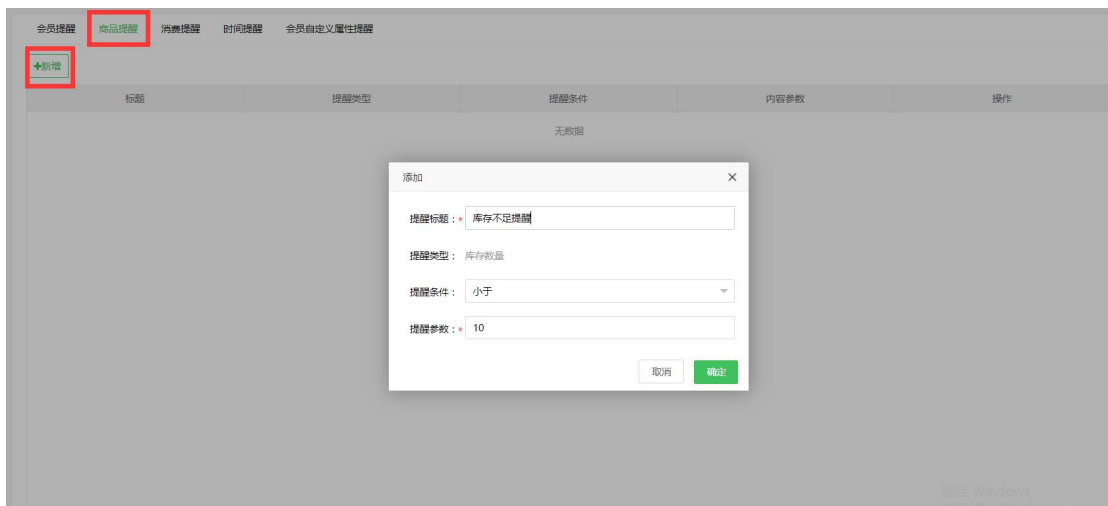 会员提醒 商品提醒 消费提醒 时间提醒 会员自定义属性提醒
+新增
标题 提醒类型 提醒条件 内容参数 操作
无数据
添加 ×
提醒标题：* 库存不足提醒
提醒类型： 库存数量
提醒条件： 小于
提醒参数：* 10
取消 确定
激活 Windows